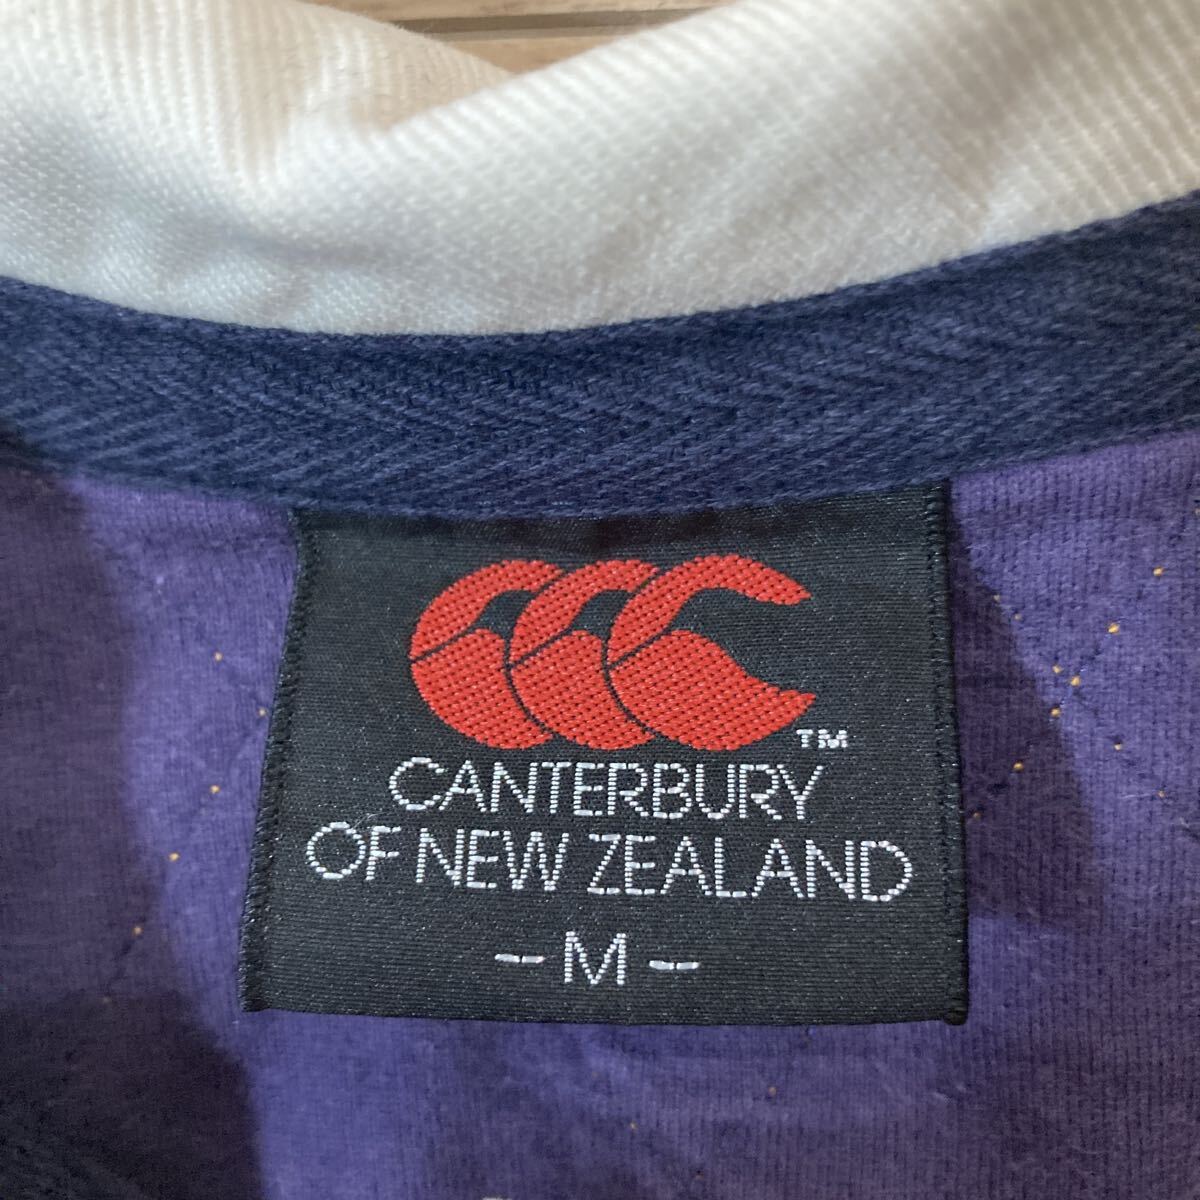 TM
CANTERBURY
OF NEW ZEALAND
- M -